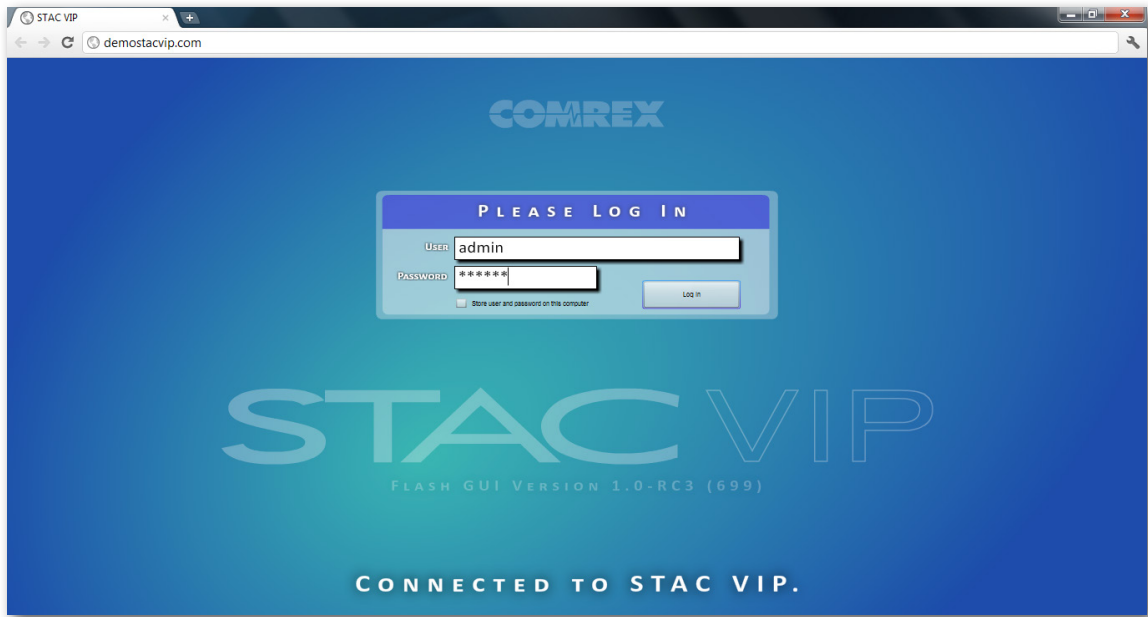 STAC VIP
demostacvip.com
COMREX
PLEASE LOG IN
USER admin
PASSWORD ******
Store user and password on this computer
Log In
STAC VIP
FLASH GUI VERSION 1.0-RC3 (699)
CONNECTED TO STAC VIP.